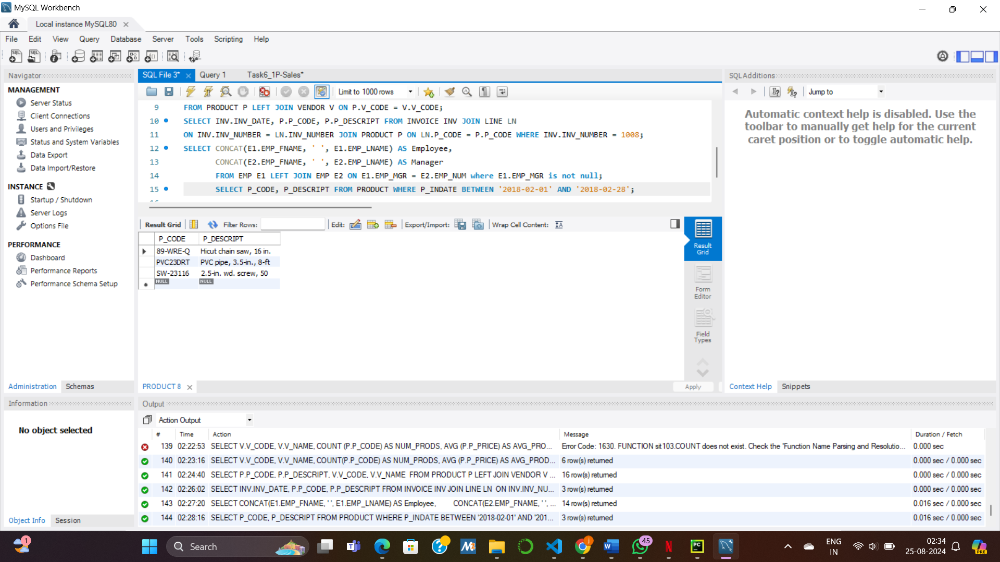 MySQL Workbench
Local instance MySQL80
File Edit View Query Database Server Tools Scripting Help
Navigator
MANAGEMENT
Server Status
Client Connections
Users and Privileges
Status and System Variables
Data Export
Data Import/Restore
INSTANCE
Startup / Shutdown
Server Logs
Options File
PERFORMANCE
Dashboard
Performance Reports
Performance Schema Setup
Administration Schemas
SQL File 3* Query 1 Task6_1P-Sales*
Limit to 1000 rows
9 FROM PRODUCT P LEFT JOIN VENDOR V ON P.V_CODE = V.V_CODE;
10 SELECT INV.INV_DATE, P.P_CODE, P.P_DESCRIPT FROM INVOICE INV JOIN LINE LN
11 ON INV.INV_NUMBER = LN.INV_NUMBER JOIN PRODUCT P ON LN.P_CODE = P.P_CODE WHERE INV.INV_NUMBER = 1008;
12 SELECT CONCAT(E1.EMP_FNAME, ' ', E1.EMP_LNAME) AS Employee,
13 CONCAT(E2.EMP_FNAME, ' ', E2.EMP_LNAME) AS Manager
14 FROM EMP E1 LEFT JOIN EMP E2 ON E1.EMP_MGR = E2.EMP_NUM where E1.EMP_MGR is not null;
15 SELECT P_CODE, P_DESCRIPT FROM PRODUCT WHERE P_INDATE BETWEEN '2018-02-01' AND '2018-02-28';
Result Grid Filter Rows: Edit: Export/Import: Wrap Cell Content:
P_CODE P_DESCRIPT
89-WRE-Q Hicut chain saw, 16 in.
PVC23DRT PVC pipe, 3.5-in., 8-ft
SW-23116 2.5-in. wd. screw, 50
NULL NULL
Result
Grid
Form
Editor
Field
Types
PRODUCT 8
Apply
SQLAdditions
Jump to
Automatic context help is disabled. Use the
toolbar to manually get help for the current
caret position or to toggle automatic help.
Context Help Snippets
Information
No object selected
Object Info Session
Output
Action Output
# Time Action Message Duration / Fetch
139 02:22:53 SELECT V.V_CODE, V.V_NAME, COUNT (P.P_CODE) AS NUM_PRODS, AVG (P.P_PRICE) AS AVG_PRO... Error Code: 1630. FUNCTION sit103.COUNT does not exist. Check the 'Function Name Parsing and Resolutio... 0.000 sec
140 02:23:16 SELECT V.V_CODE, V.V_NAME, COUNT(P.P_CODE) AS NUM_PRODS, AVG (P.P_PRICE) AS AVG_PROD... 6 row(s) returned 0.000 sec / 0.000 sec
141 02:24:40 SELECT P.P_CODE, P.P_DESCRIPT, V.V_CODE, V.V_NAME FROM PRODUCT P LEFT JOIN VENDOR V ... 16 row(s) returned 0.000 sec / 0.000 sec
142 02:26:02 SELECT INV.INV_DATE, P.P_CODE, P.P_DESCRIPT FROM INVOICE INV JOIN LINE LN ON INV.INV_NU... 3 row(s) returned 0.000 sec / 0.000 sec
143 02:27:20 SELECT CONCAT(E1.EMP_FNAME, ' ', E1.EMP_LNAME) AS Employee, CONCAT(E2.EMP_FNAME, ' ', ... 14 row(s) returned 0.016 sec / 0.000 sec
144 02:28:16 SELECT P_CODE, P_DESCRIPT FROM PRODUCT WHERE P_INDATE BETWEEN '2018-02-01' AND '201... 3 row(s) returned 0.016 sec / 0.000 sec
1
Search
45
ENG
IN
02:34
25-08-2024
PRE